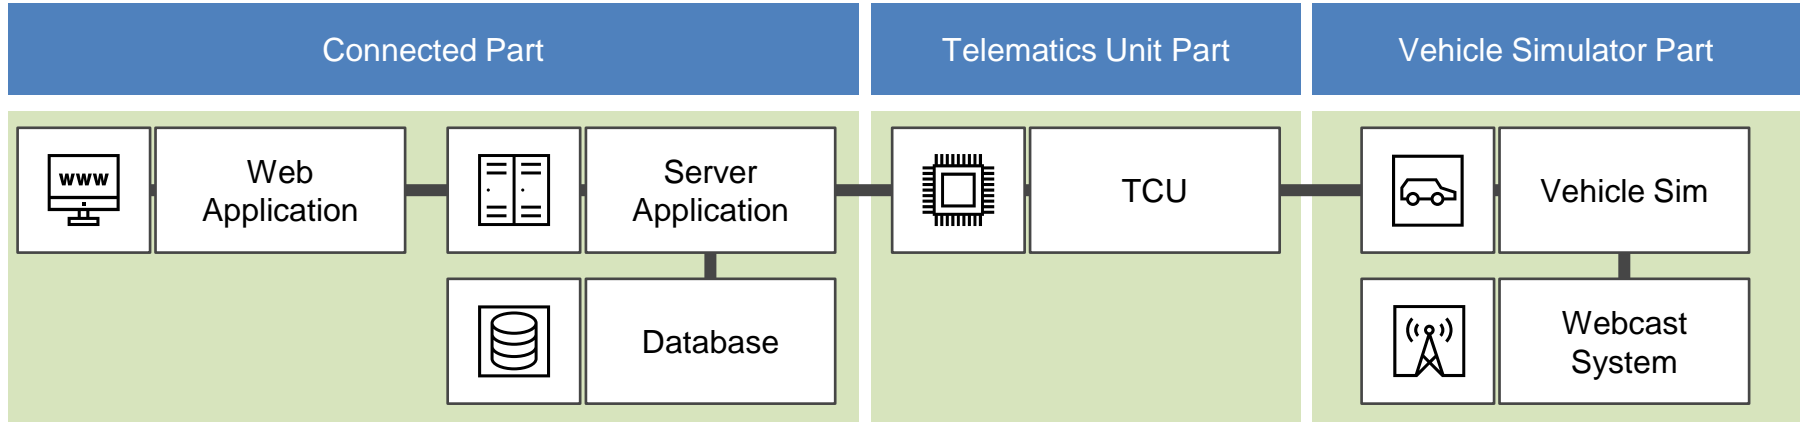 Connected Part
Telematics Unit Part
Vehicle Simulator Part
www
Web
Application
Server
Application
TCU
Vehicle Sim
Database
Webcast
System